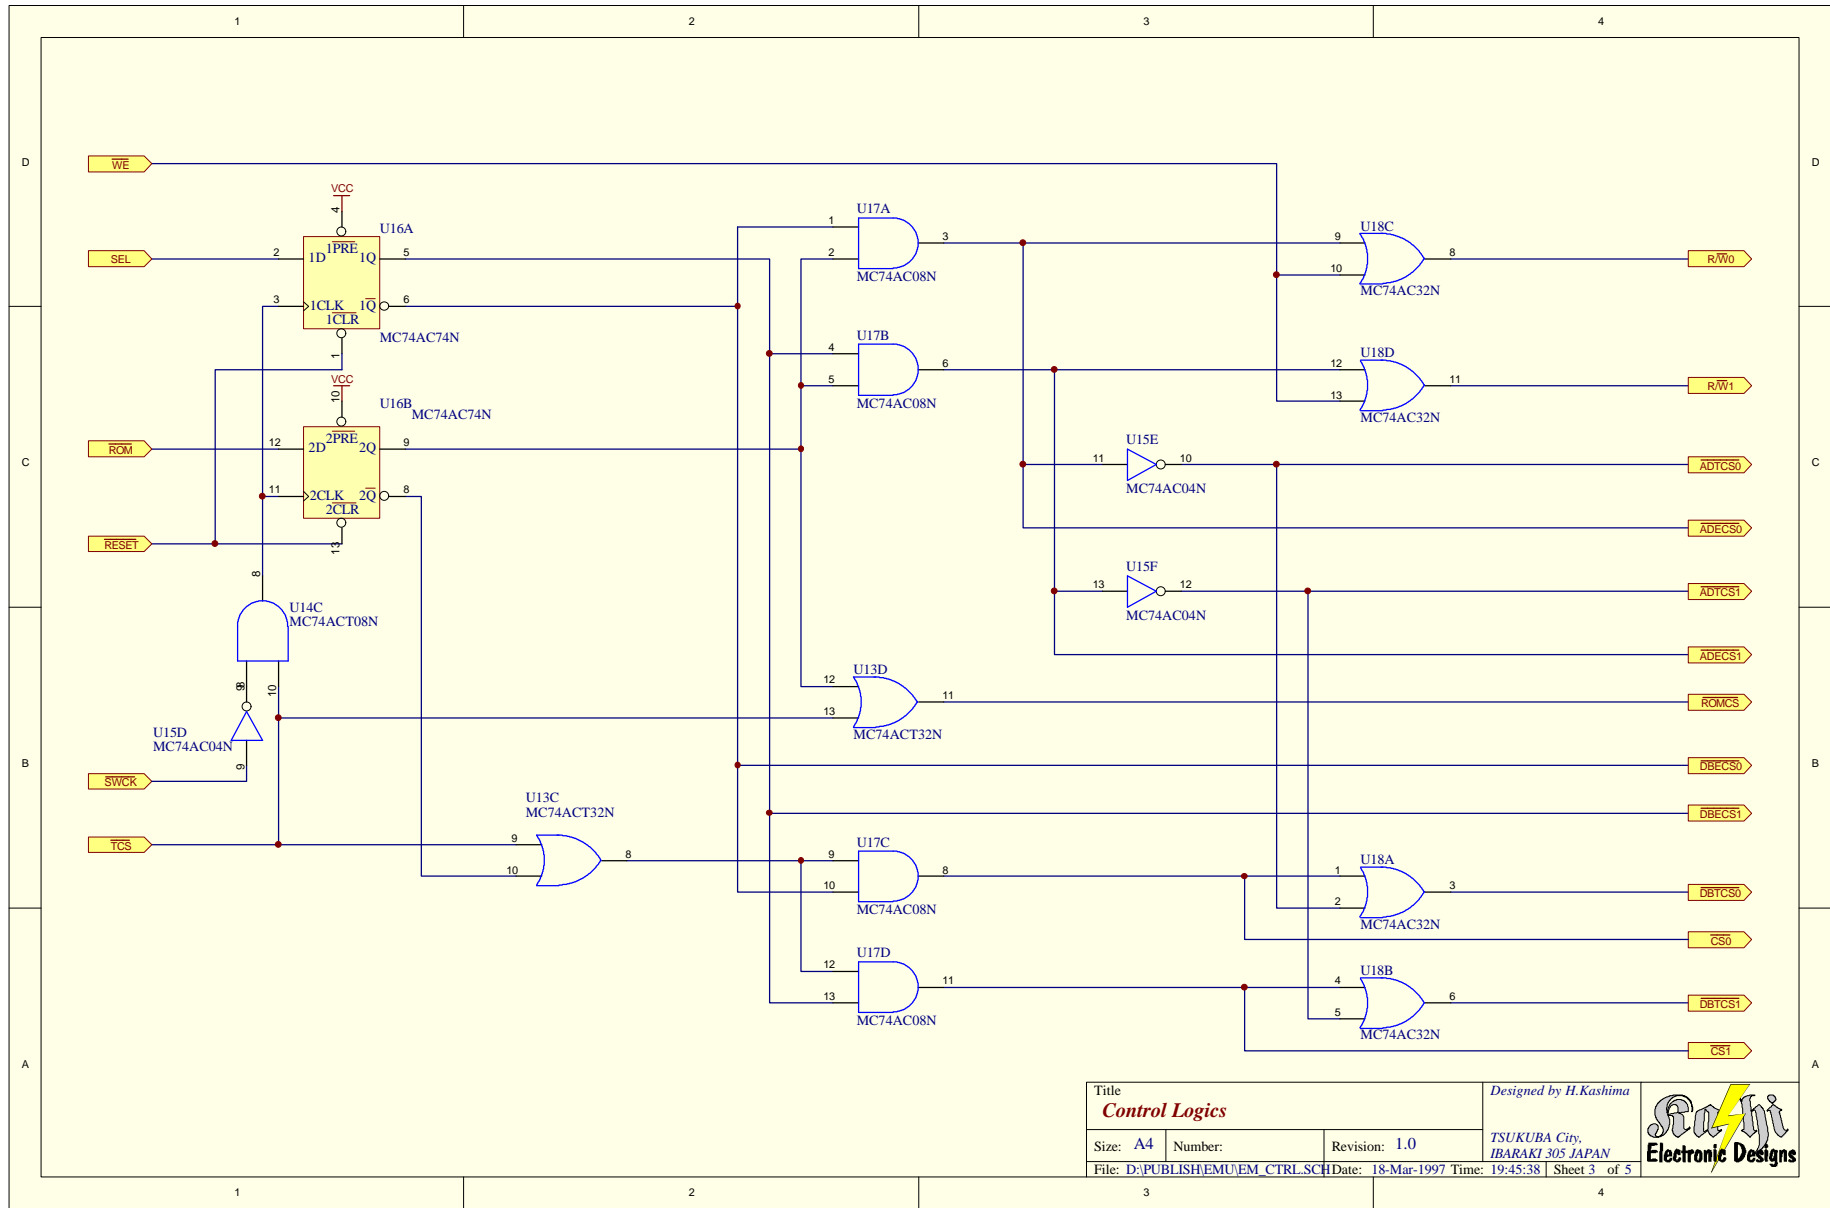 1 2 3 4
D D
C C
B B
A A
WE
SEL
ROM
RESET
SWCK
TCS
VCC
4
U16A
1PRE
2 1D 1Q 5
3 1CLK 1Q 6
1CLR
MC74AC74N
1
VCC
10
U16B
MC74AC74N
2PRE
12 2D 2Q 9
11 2CLK 2Q 8
2CLR
13
8
U14C
MC74ACT08N
9 8 10
U15D
MC74AC04N
9
U13C
MC74ACT32N
9
10
8
U17A
1
2
3
MC74AC08N
U17B
4
5
6
MC74AC08N
U13D
12
13
11
MC74ACT32N
U17C
9
10
8
MC74AC08N
U17D
12
13
11
MC74AC08N
U15E
11 10
MC74AC04N
U15F
13 12
MC74AC04N
U18C
9
10
8
MC74AC32N
U18D
12
13
11
MC74AC32N
U18A
1
2
3
MC74AC32N
U18B
4
5
6
MC74AC32N
R/W0
R/W1
ADTCS0
ADECS0
ADTCS1
ADECS1
ROMCS
DBECS0
DBECS1
DBTCS0
CS0
DBTCS1
CS1
Title
Control Logics
Size: A4 Number: Revision: 1.0
File: D:\PUBLISH\EMU\EM_CTRL.SCH Date: 18-Mar-1997 Time: 19:45:38 Sheet 3 of 5
Designed by H.Kashima
TSUKUBA City,
IBARAKI 305 JAPAN
Kashi
Electronic Designs
1 2 3 4